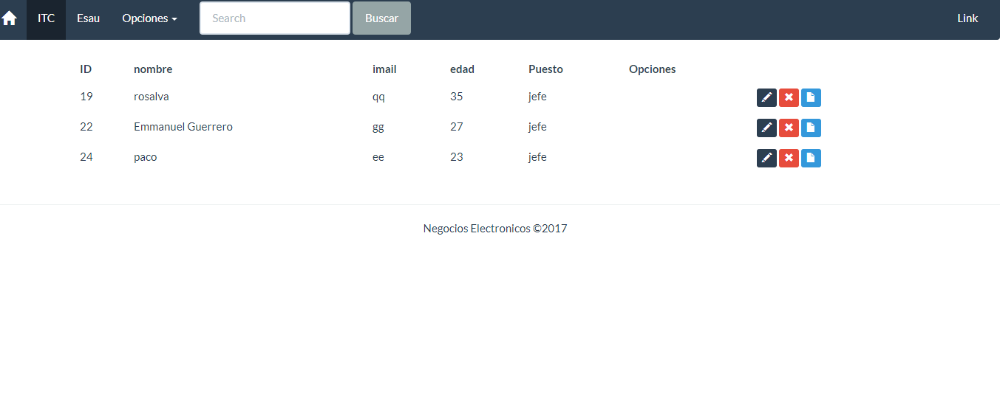 ITC Esau Opciones Search Buscar Link
ID nombre imail edad Puesto Opciones
19 rosalva qq 35 jefe
22 Emmanuel Guerrero gg 27 jefe
24 paco ee 23 jefe
Negocios Electronicos ©2017